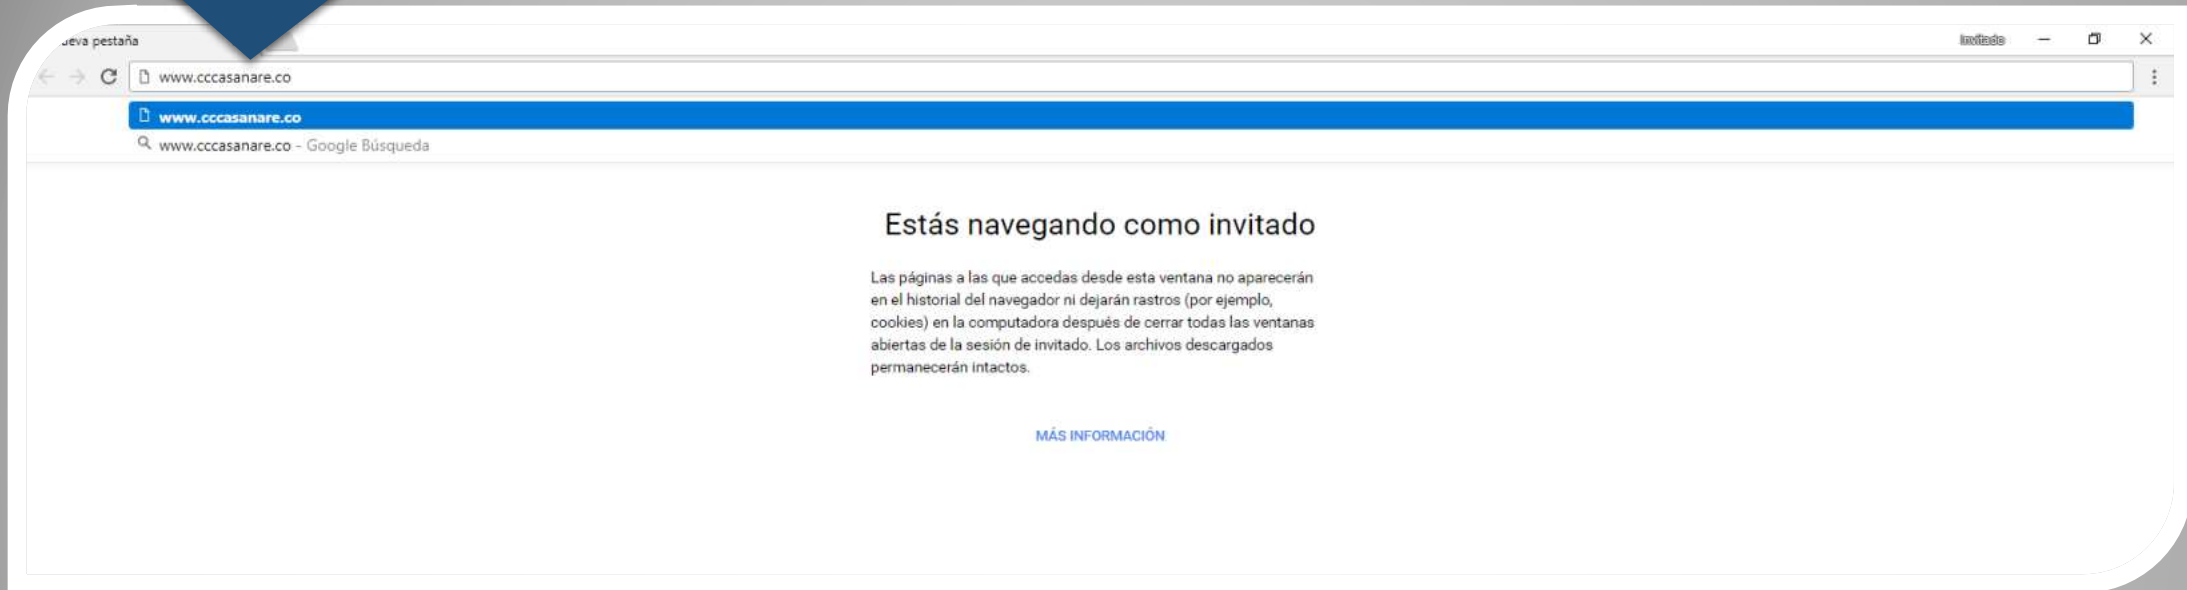 ueva pestaña
Invitado
www.cccasanare.co
www.cccasanare.co
www.cccasanare.co - Google Búsqueda
Estás navegando como invitado
Las páginas a las que accedas desde esta ventana no aparecerán
en el historial del navegador ni dejarán rastros (por ejemplo,
cookies) en la computadora después de cerrar todas las ventanas
abiertas de la sesión de invitado. Los archivos descargados
permanecerán intactos.
MÁS INFORMACIÓN